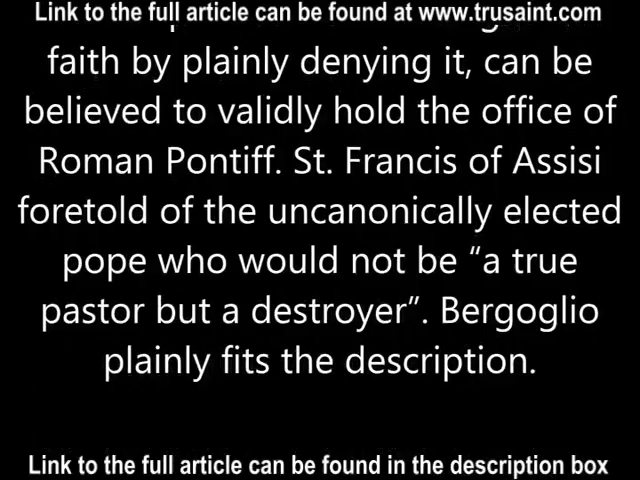 Link to the full article can be found at www.trusaint.com
faith by plainly denying it, can be
believed to validly hold the office of
Roman Pontiff. St. Francis of Assisi
foretold of the uncanonically elected
pope who would not be “a true
pastor but a destroyer”. Bergoglio
plainly fits the description.
Link to the full article can be found in the description box